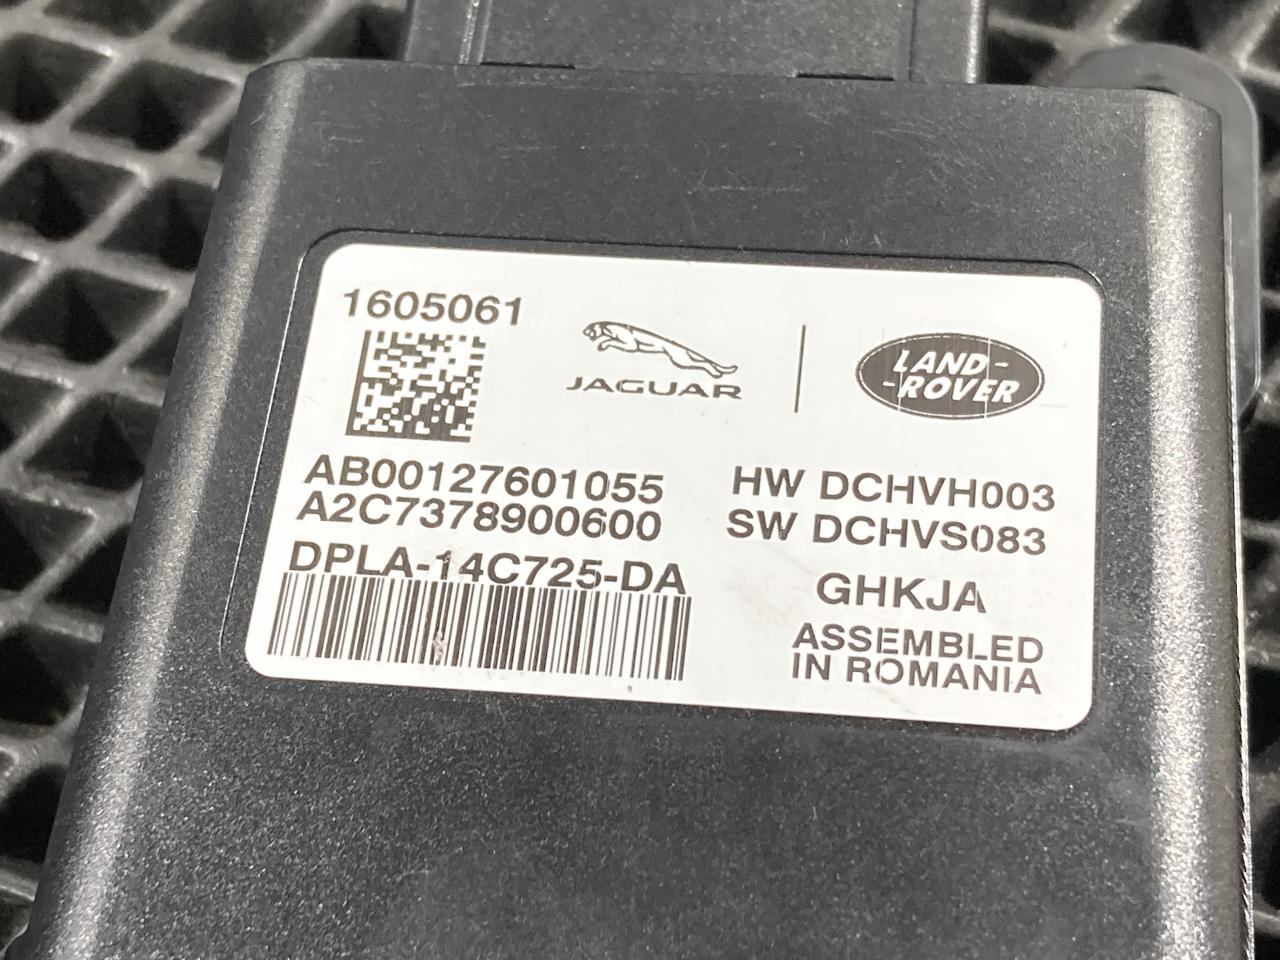 1605061
JAGUAR
LAND-
-ROVER
AB00127601055
A2C7378900600
DPLA-14C725-DA
HW DCHVH003
SW DCHVS083
GHKJA
ASSEMBLED
IN ROMANIA